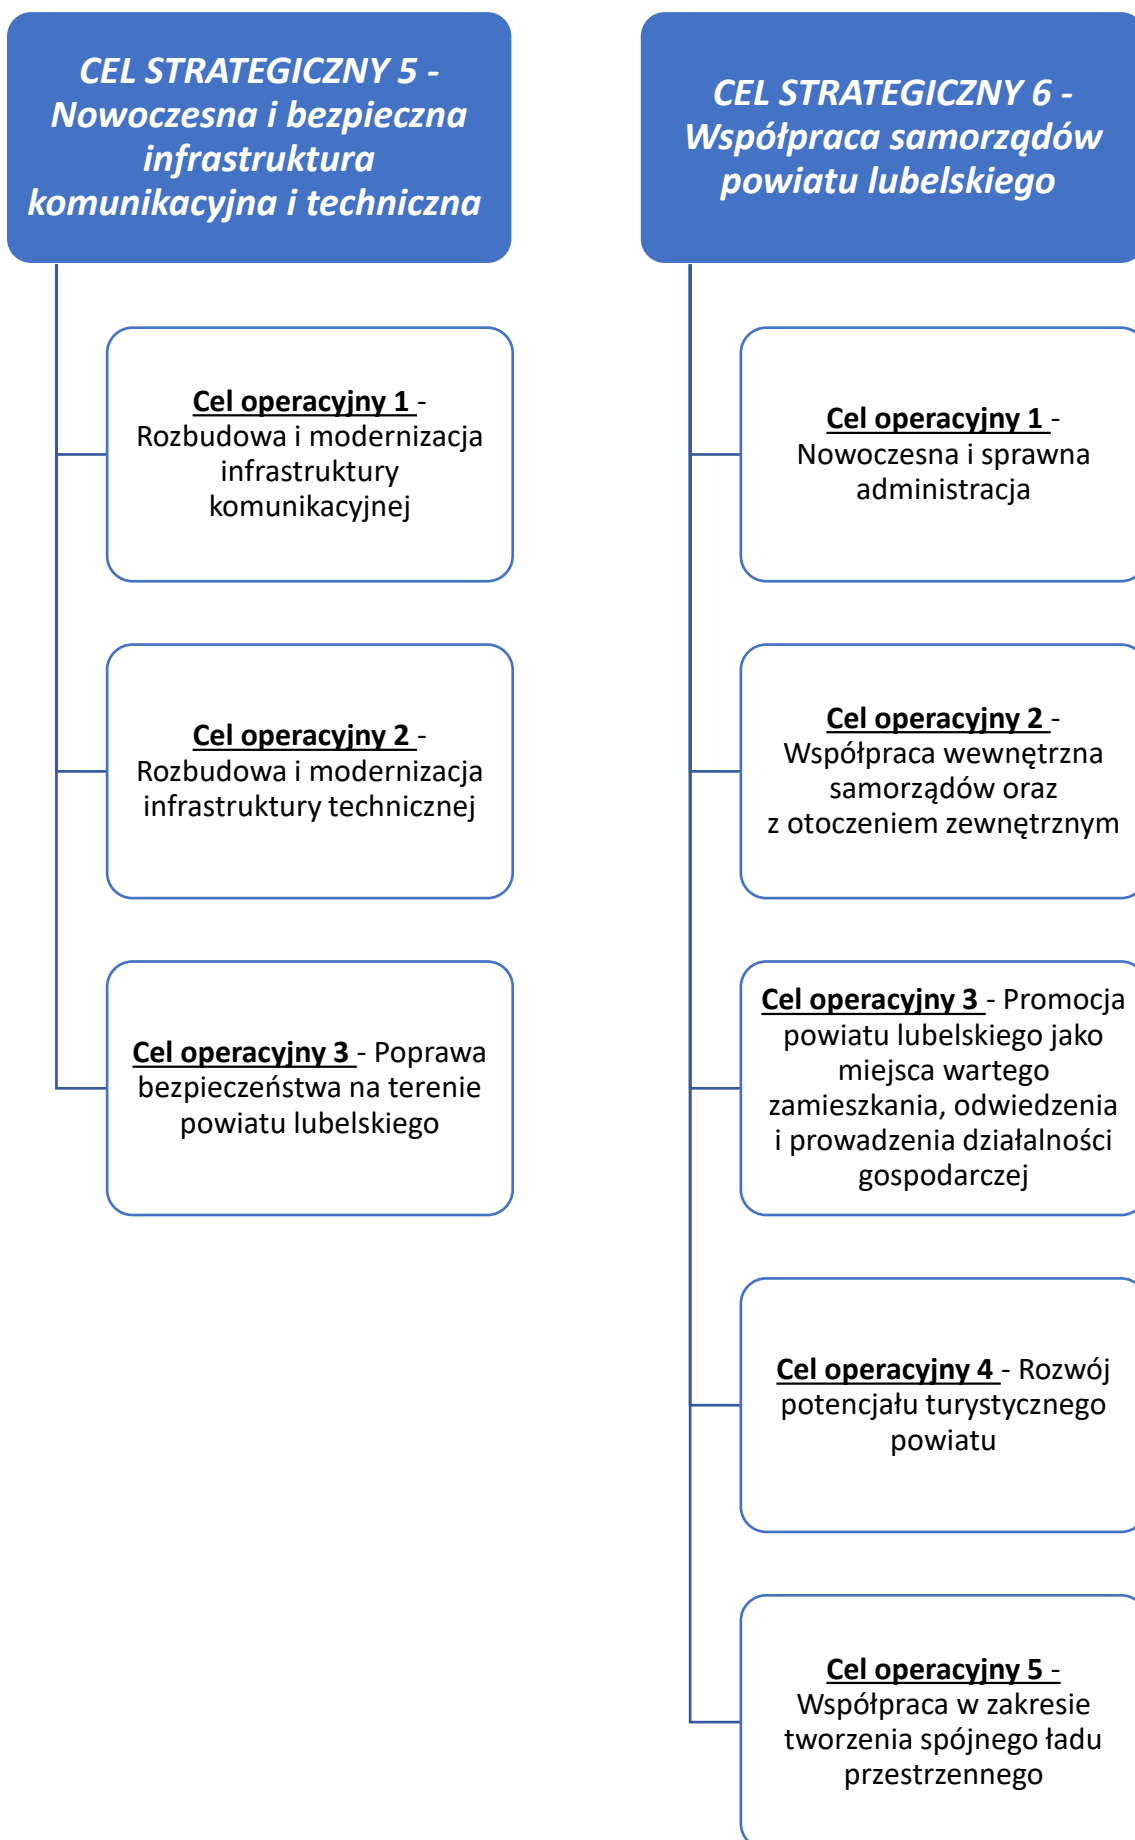 CEL STRATEGICZNY 5 -
Nowoczesna i bezpieczna
infrastruktura
komunikacyjna i techniczna
Cel operacyjny 1 -
Rozbudowa i modernizacja
infrastruktury
komunikacyjnej
Cel operacyjny 2 -
Rozbudowa i modernizacja
infrastruktury technicznej
Cel operacyjny 3 - Poprawa
bezpieczeństwa na terenie
powiatu lubelskiego
CEL STRATEGICZNY 6 -
Współpraca samorządów
powiatu lubelskiego
Cel operacyjny 1 -
Nowoczesna i sprawna
administracja
Cel operacyjny 2 -
Współpraca wewnętrzna
samorządów oraz
z otoczeniem zewnętrznym
Cel operacyjny 3 - Promocja
powiatu lubelskiego jako
miejsca wartego
zamieszkania, odwiedzenia
i prowadzenia działalności
gospodarczej
Cel operacyjny 4 - Rozwój
potencjału turystycznego
powiatu
Cel operacyjny 5 -
Współpraca w zakresie
tworzenia spójnego ładu
przestrzennego